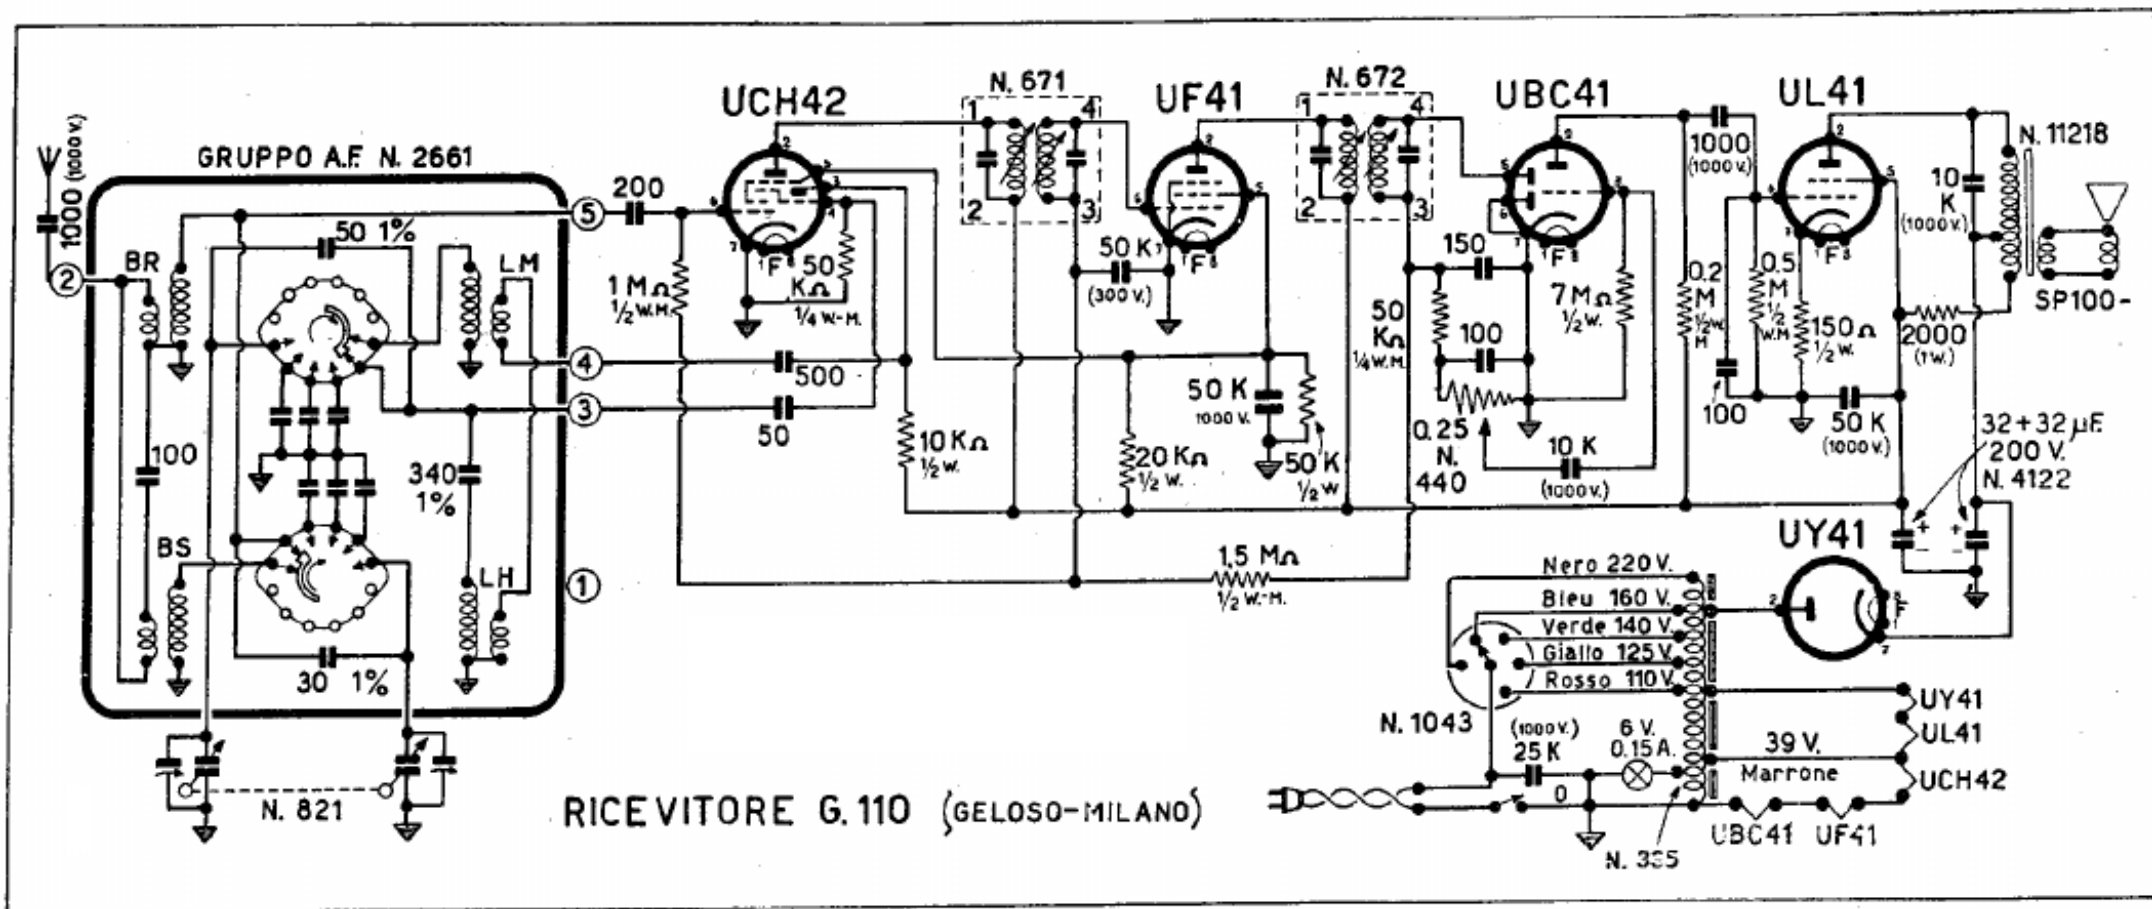 N. 671
N. 672
UCH42
UF41
UBC41
UL41
GRUPPO A.F. N. 2661
1000 (1000 V.)
1
4
2
3
1
4
2
3
1000
(1000 V.)
N. 11218
10
K
(1000 V.)
200
5
50 1%
BR
LM
2
F
50
KΩ
1/4 W-M.
1 MΩ
1/2 W.M.
50 K
(300 V.)
F
150
F
7 MΩ
1/2 W.
0.2
M
1/2 W.
M
0.5
M
1/2
W.M
F
150 Ω
1/2 W.
2000
(1 W.)
SP100-
50
KΩ
1/4 W.M.
100
4
500
3
50
50 K
1000 V.
100
50 K
(1000 V.)
32+32 µF.
200 V.
N. 4122
100
340
1%
10 KΩ
1/2 W.
20 KΩ
1/2 W.
50 K
1/2 W
0.25
N.
440
10 K
(1000 V.)
UY41
BS
LH
1
1,5 MΩ
1/2 W.-M.
Nero 220 V.
Bleu 160 V.
Verde 140 V.
Giallo 125 V.
Rosso 110 V.
F
30 1%
N. 1043
(1000 V.)
25 K
6 V.
0.15 A.
39 V.
Marrone
UY41
UL41
UCH42
N. 821
RICEVITORE G. 110 (GELOSO-MILANO)
0
UBC41 UF41
N. 335